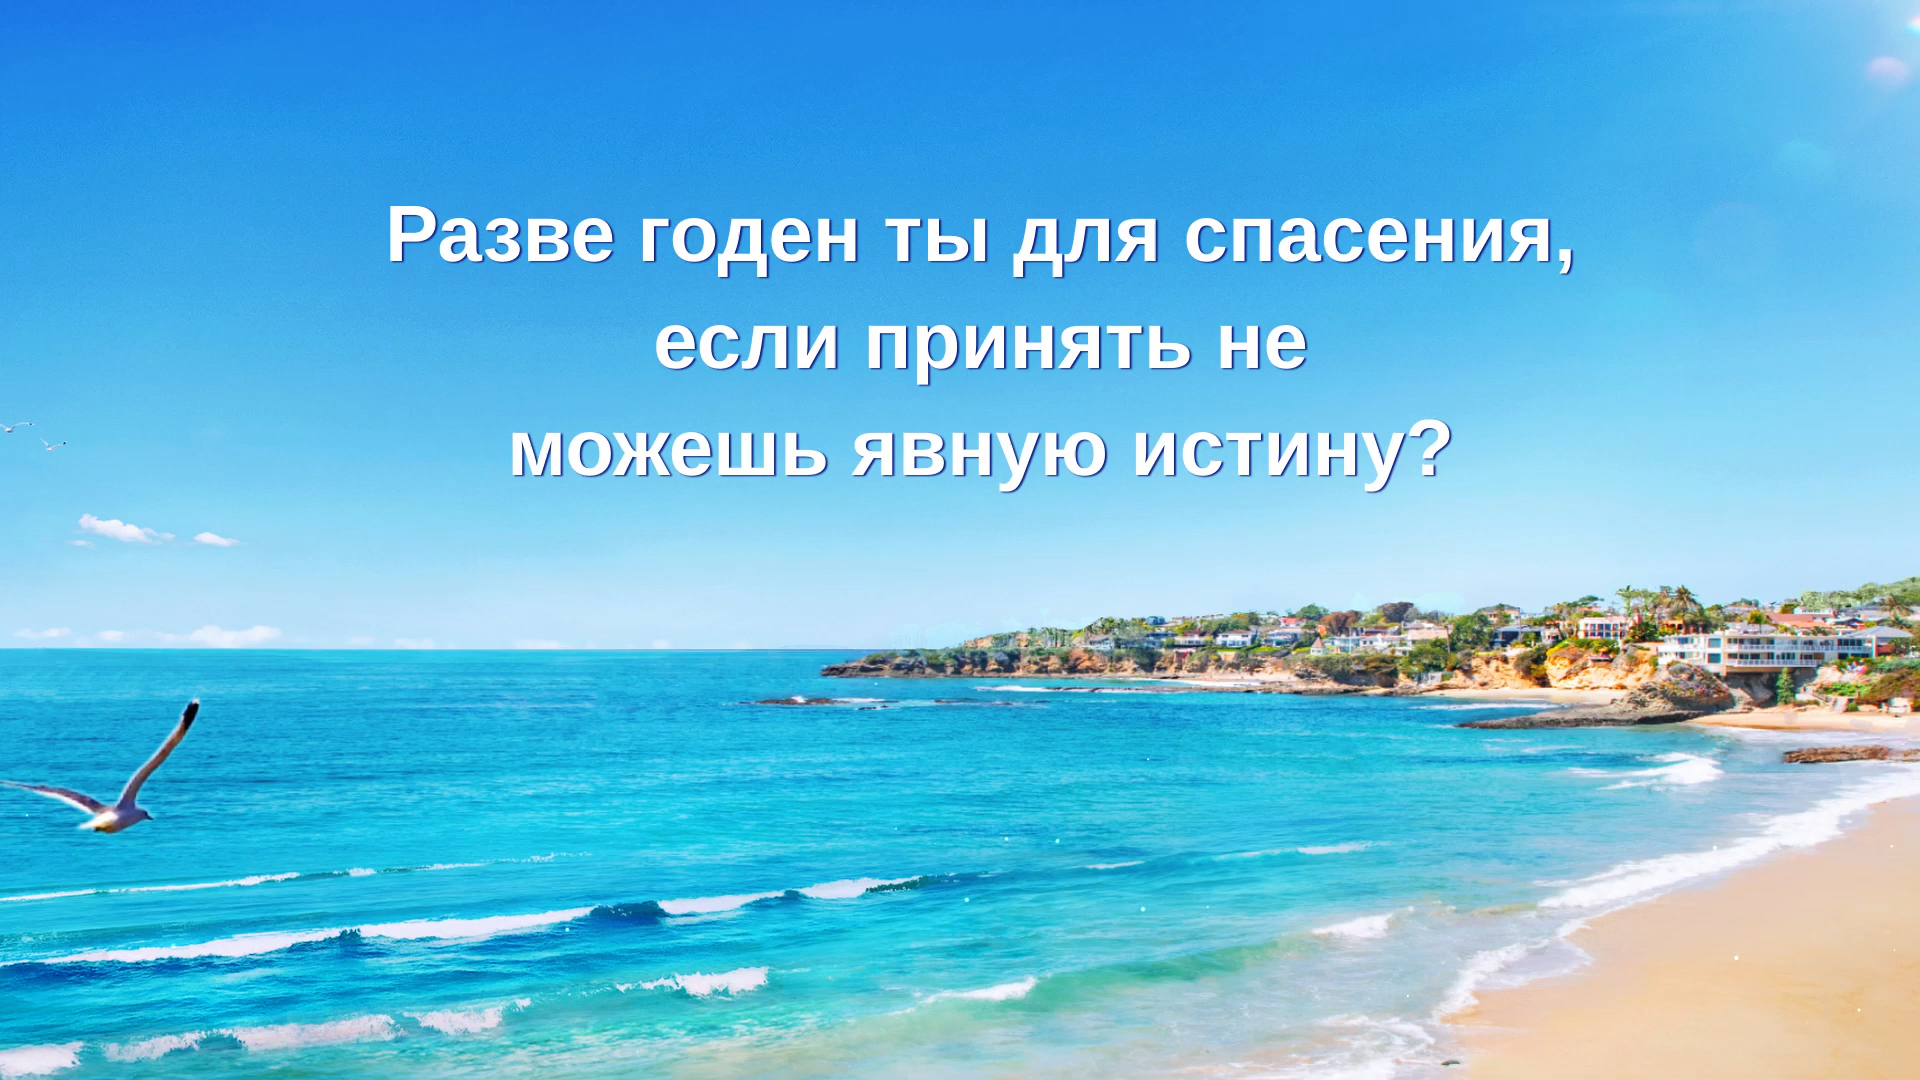 Разве годен ты для спасения,
если принять не
можешь явную истину?